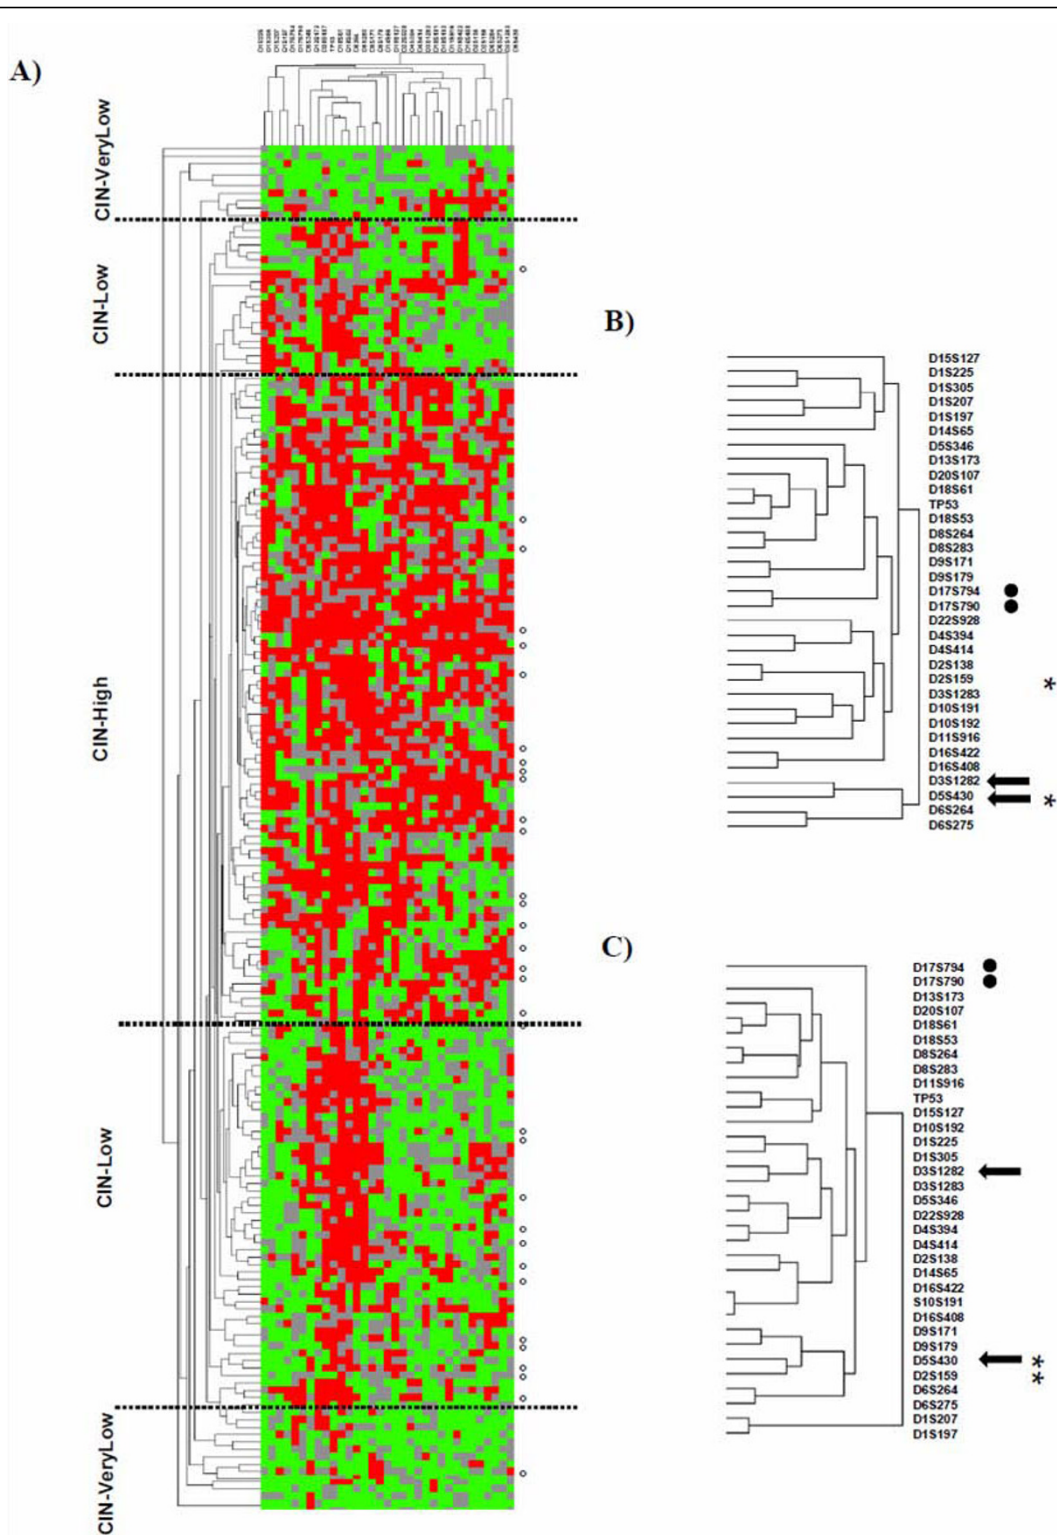 A)
CIN-VeryLow
CIN-Low
CIN-High
CIN-Low
CIN-VeryLow
B)
D15S127
D1S225
D1S305
D1S207
D1S197
D14S65
D5S346
D13S173
D20S107
D18S61
TP53
D18S53
D8S264
D8S283
D9S171
D9S179
D17S794
D17S790
D22S928
D4S394
D4S414
D2S138
D2S159
*
D3S1283
D10S191
D10S192
D11S916
D16S422
D16S408
D3S1282
D5S430
*
D6S264
D6S275
C)
D17S794
D17S790
D13S173
D20S107
D18S61
D18S53
D8S264
D8S283
D11S916
TP53
D15S127
D10S192
D1S225
D1S305
D3S1282
D3S1283
D5S346
D22S928
D4S394
D4S414
D2S138
D14S65
D16S422
S10S191
D16S408
D9S171
D9S179
D5S430
*
D2S159
*
D6S264
D6S275
D1S207
D1S197